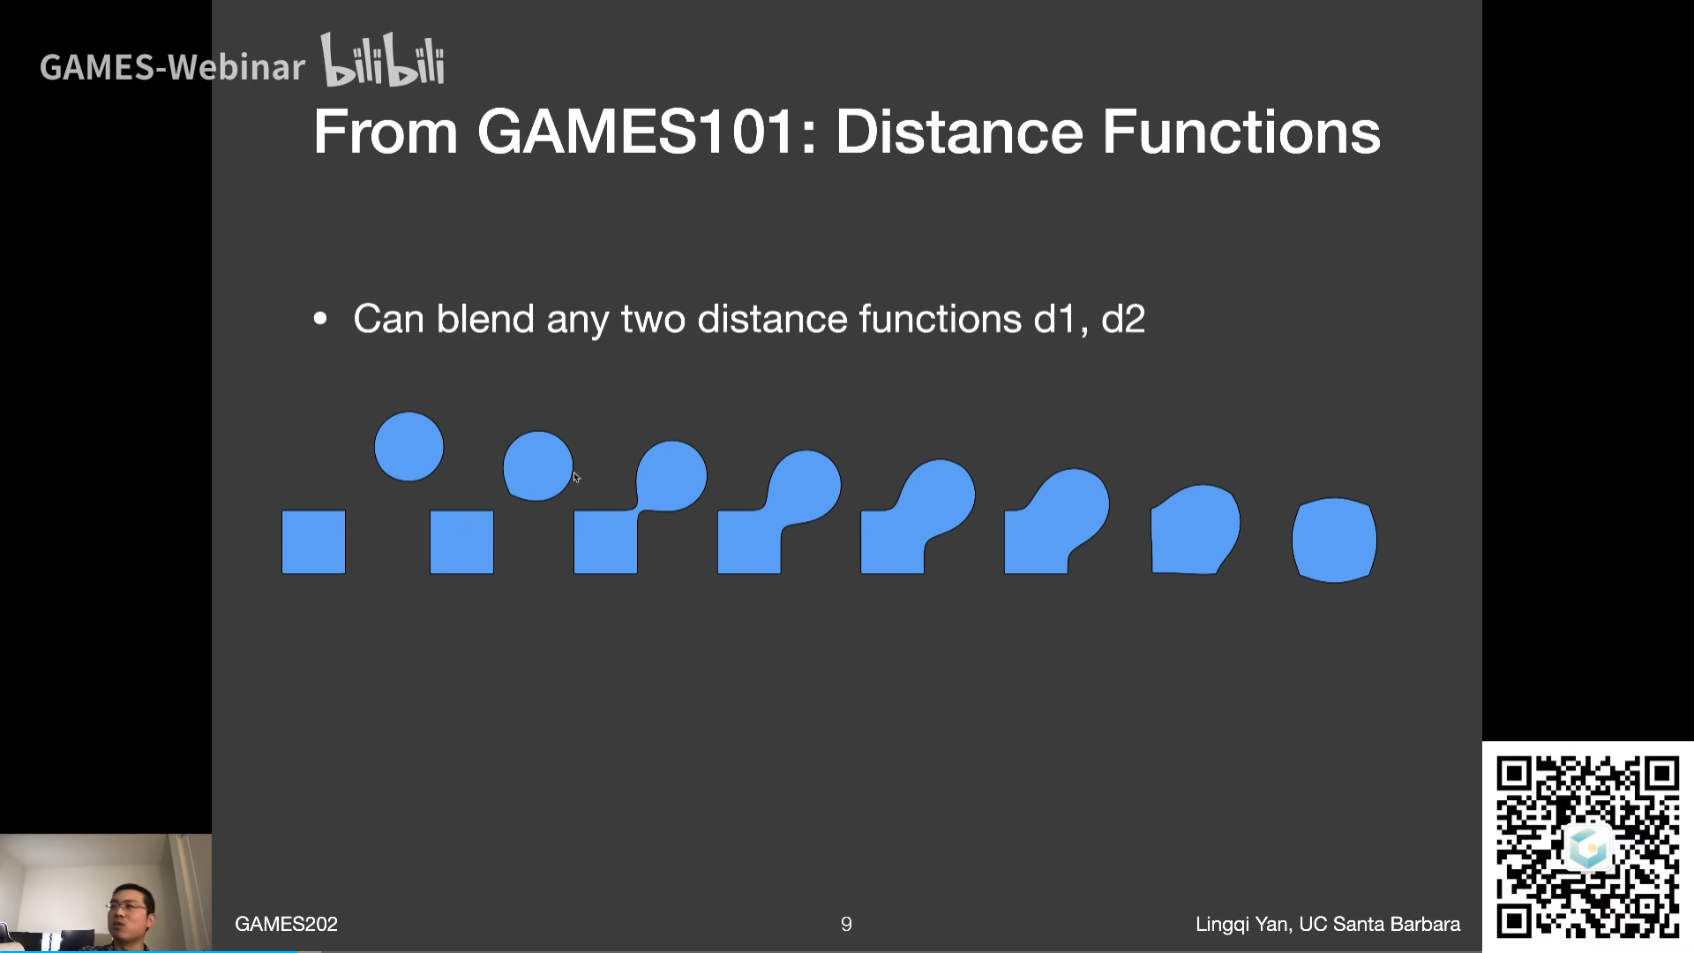 GAMES-Webinar bilibili
From GAMES101: Distance Functions
• Can blend any two distance functions d1, d2
GAMES202
9
Lingqi Yan, UC Santa Barbara